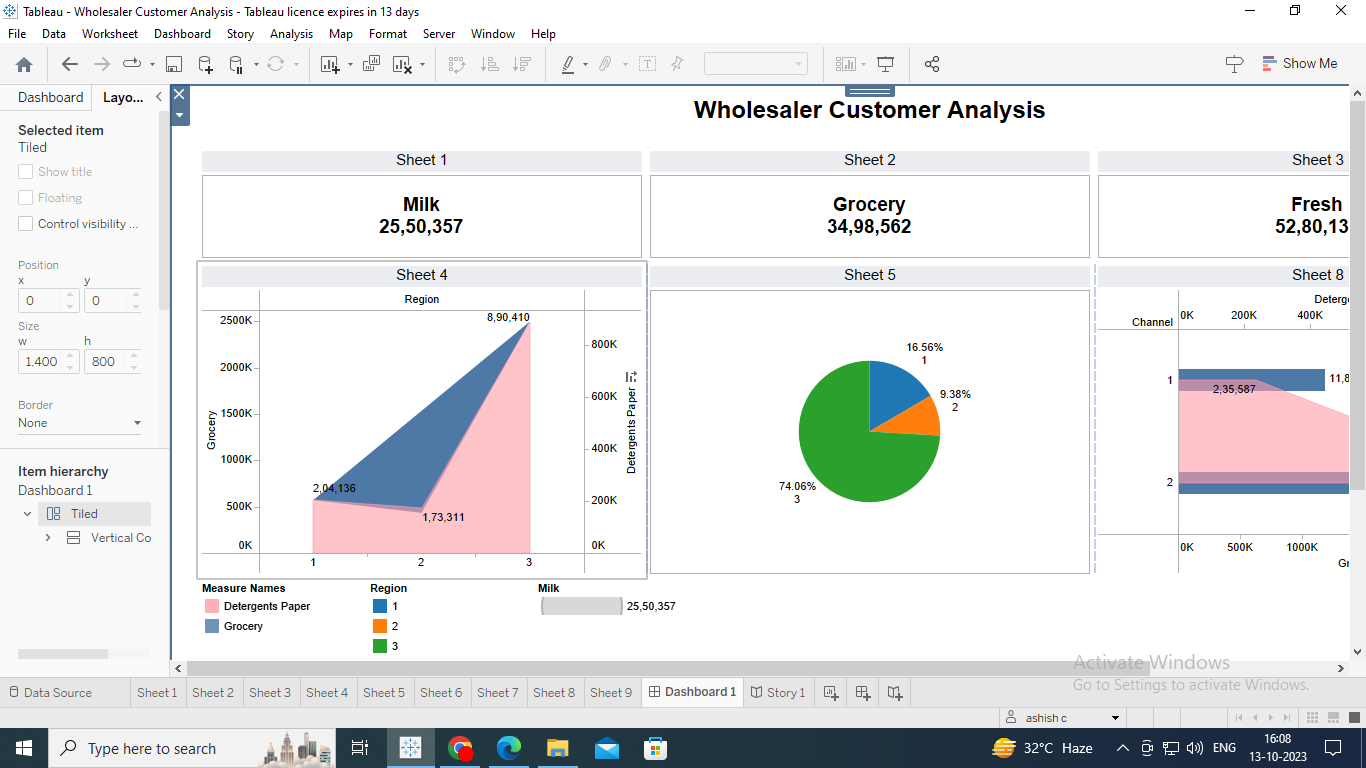 Tableau - Wholesaler Customer Analysis - Tableau licence expires in 13 days
File Data Worksheet Dashboard Story Analysis Map Format Server Window Help
Show Me
Dashboard Layo...
Selected item
Tiled
Show title
Floating
Control visibility ...
Position
x y
0 0
Size
w h
1,400 800
Border
None
Item hierarchy
Dashboard 1
Tiled
Vertical Co
Wholesaler Customer Analysis
Sheet 1
Milk
25,50,357
Sheet 2
Grocery
34,98,562
Sheet 3
Fresh
52,80,13
Sheet 4
Region
2500K
2000K
1500K
1000K
500K
0K
Grocery
8,90,410
2,04,136
1,73,311
800K
600K
400K
200K
0K
Detergents Paper
1 2 3
Sheet 5
16.56%
1
9.38%
2
74.06%
3
Sheet 8
Deterg
Channel 0K 200K 400K
1
11,8
2,35,587
2
0K 500K 1000K
Gr
Measure Names
Detergents Paper
Grocery
Region
1
2
3
Milk
25,50,357
Activate Windows
Go to Settings to activate Windows.
Data Source Sheet 1 Sheet 2 Sheet 3 Sheet 4 Sheet 5 Sheet 6 Sheet 7 Sheet 8 Sheet 9 Dashboard 1 Story 1
ashish c
Type here to search
32°C Haze
ENG
16:08
13-10-2023